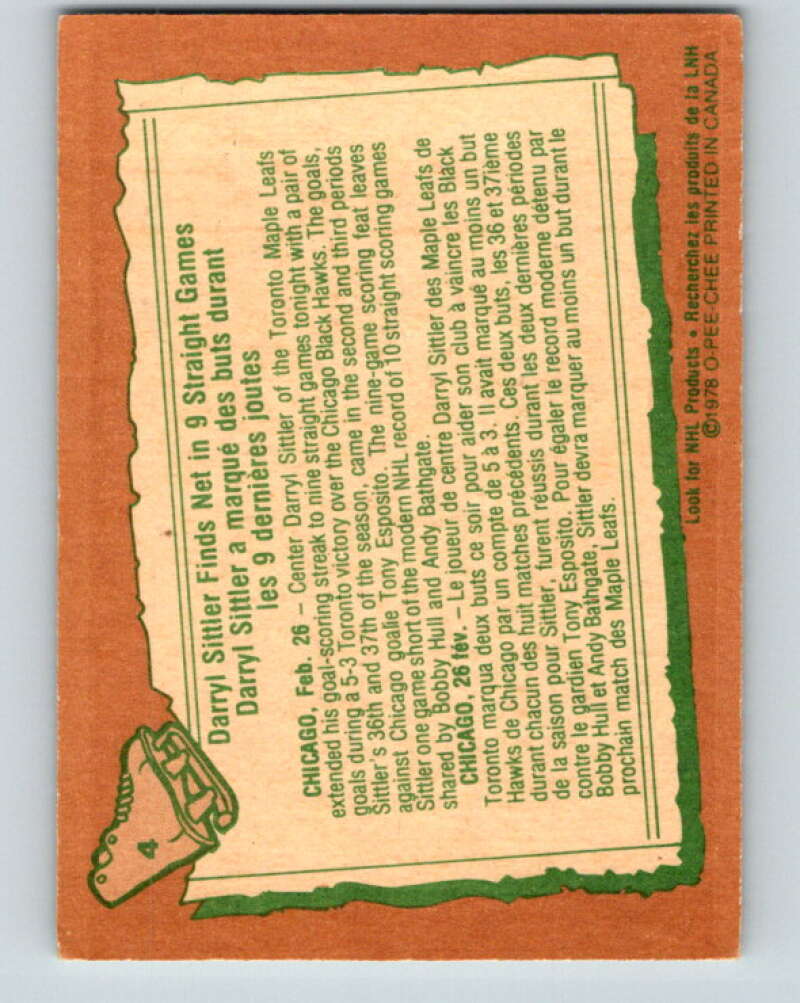 4
Darryl Sittler Finds Net in 9 Straight Games
Darryl Sittler a marqué des buts durant
les 9 dernières joutes
CHICAGO, Feb. 26 – Center Darryl Sittler of the Toronto Maple Leafs
extended his goal-scoring streak to nine straight games tonight with a pair of
goals during a 5-3 Toronto victory over the Chicago Black Hawks. The goals,
Sittler's 36th and 37th of the season, came in the second and third periods
against Chicago goalie Tony Esposito. The nine-game scoring feat leaves
Sittler one game short of the modern NHL record of 10 straight scoring games
shared by Bobby Hull and Andy Bathgate.
CHICAGO, 26 fév. – Le joueur de centre Darryl Sittler des Maple Leafs de
Toronto marqua deux buts ce soir pour aider son club à vaincre les Black
Hawks de Chicago par un compte de 5 à 3. Il avait marqué au moins un but
durant chacun des huit matches précédents. Ces deux buts, les 36 et 37ième
de la saison pour Sittler, furent réussis durant les deux dernières périodes
contre le gardien Tony Esposito. Pour égaler le record moderne détenu par
Bobby Hull et Andy Bathgate, Sittler devra marquer au moins un but durant le
prochain match des Maple Leafs.
Look for NHL Products • Recherchez les produits de la LNH
©1978 O-PEE-CHEE PRINTED IN CANADA